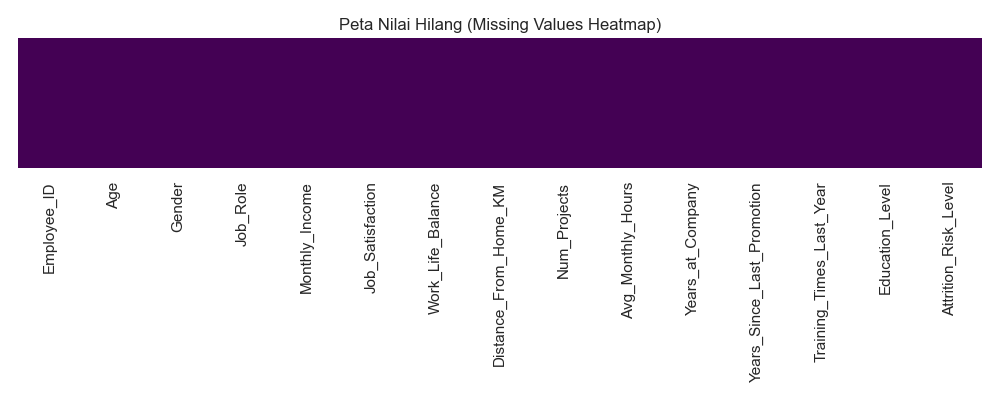 Peta Nilai Hilang (Missing Values Heatmap)
Employee_ID
Age
Gender
Job_Role
Monthly_Income
Job_Satisfaction
Work_Life_Balance
Distance_From_Home_KM
Num_Projects
Avg_Monthly_Hours
Years_at_Company
Years_Since_Last_Promotion
Training_Times_Last_Year
Education_Level
Attrition_Risk_Level